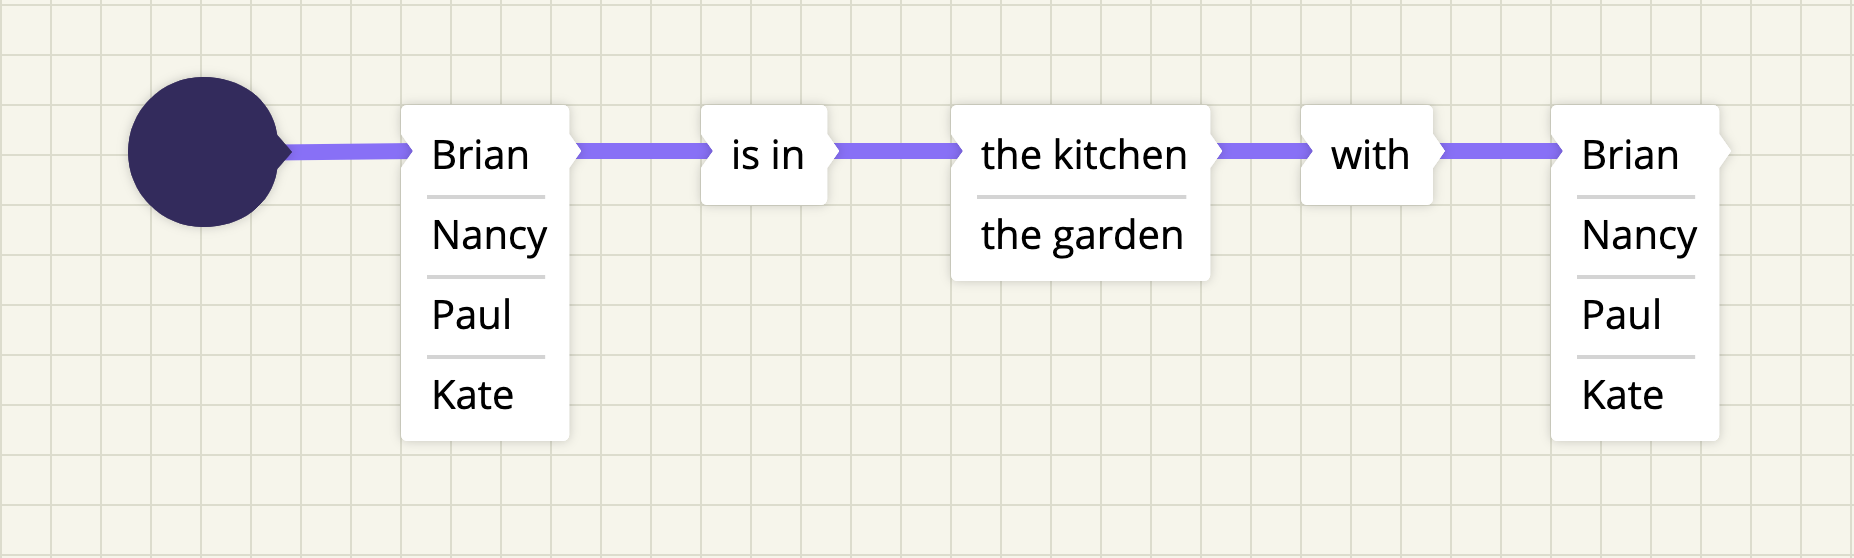 Brian
Nancy
Paul
Kate
is in
the kitchen
the garden
with
Brian
Nancy
Paul
Kate